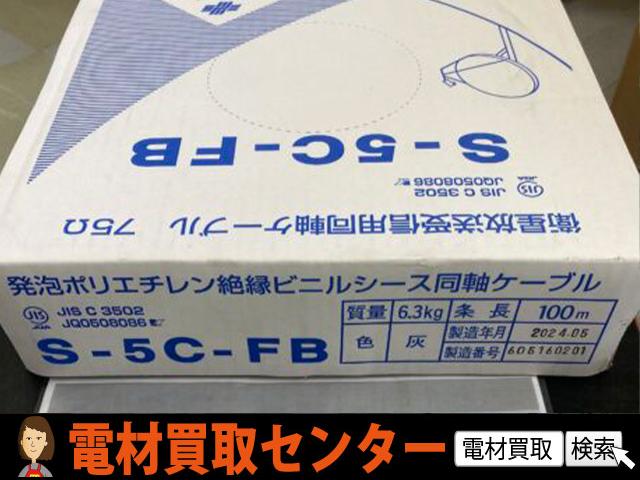 S-5C-FB
JIS C 3502
JQ0508086
衛星放送受信用同軸ケーブル 75Ω
発泡ポリエチレン絶縁ビニルシース同軸ケーブル
JIS C 3502
JQ0508086
S-5C-FB
質量 6.3kg 条長 100m
色 灰 製造年月 2024.05
製造番号 605160201
電材買取センター 電材買取 検索